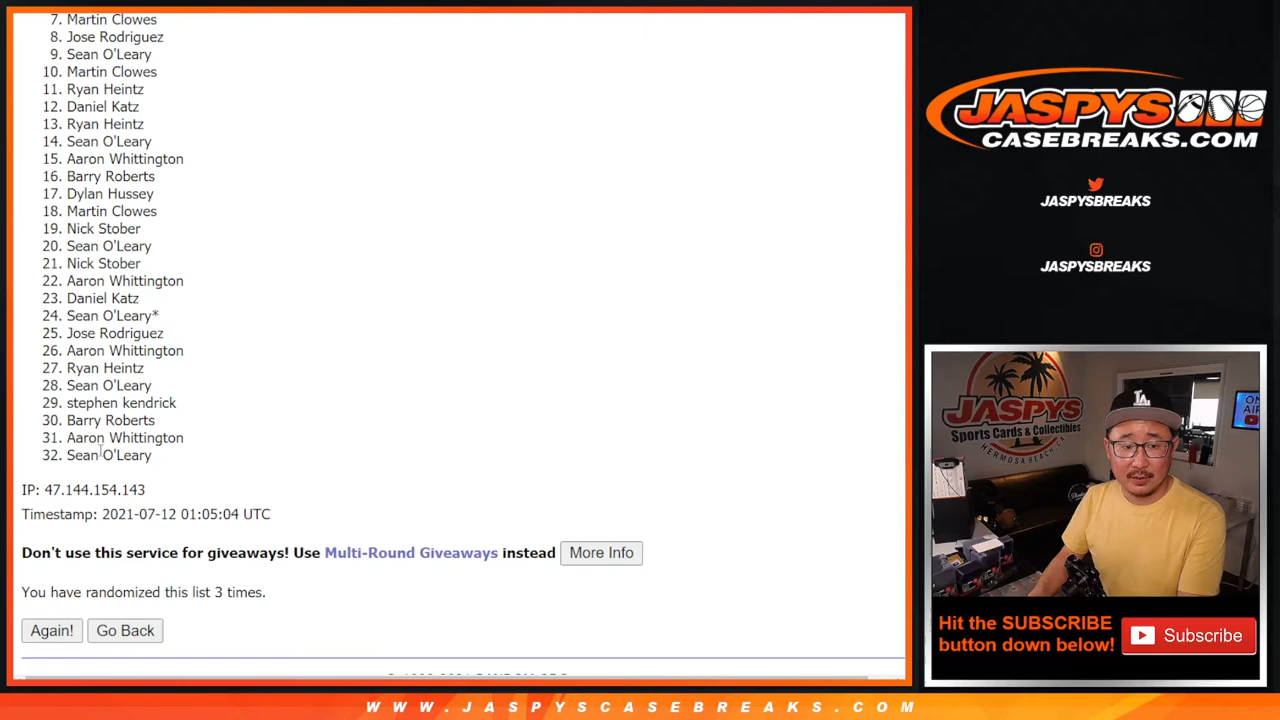 7. Martin Clowes
8. Jose Rodriguez
9. Sean O'Leary
10. Martin Clowes
11. Ryan Heintz
12. Daniel Katz
13. Ryan Heintz
14. Sean O'Leary
15. Aaron Whittington
16. Barry Roberts
17. Dylan Hussey
18. Martin Clowes
19. Nick Stober
20. Sean O'Leary
21. Nick Stober
22. Aaron Whittington
23. Daniel Katz
24. Sean O'Leary*
25. Jose Rodriguez
26. Aaron Whittington
27. Ryan Heintz
28. Sean O'Leary
29. stephen kendrick
30. Barry Roberts
31. Aaron Whittington
32. Sean O'Leary
IP: 47.144.154.143
Timestamp: 2021-07-12 01:05:04 UTC
Don't use this service for giveaways! Use Multi-Round Giveaways instead More Info
You have randomized this list 3 times.
Again! Go Back
JASPYS
CASEBREAKS.COM
JASPYSBREAKS
JASPYSBREAKS
JASPYS
Sports Cards & Collectibles
HERMOSA BEACH
ON
AIR
LA
Hit the SUBSCRIBE
button down below!
Subscribe
WWW.JASPYSCASEBREAKS.COM